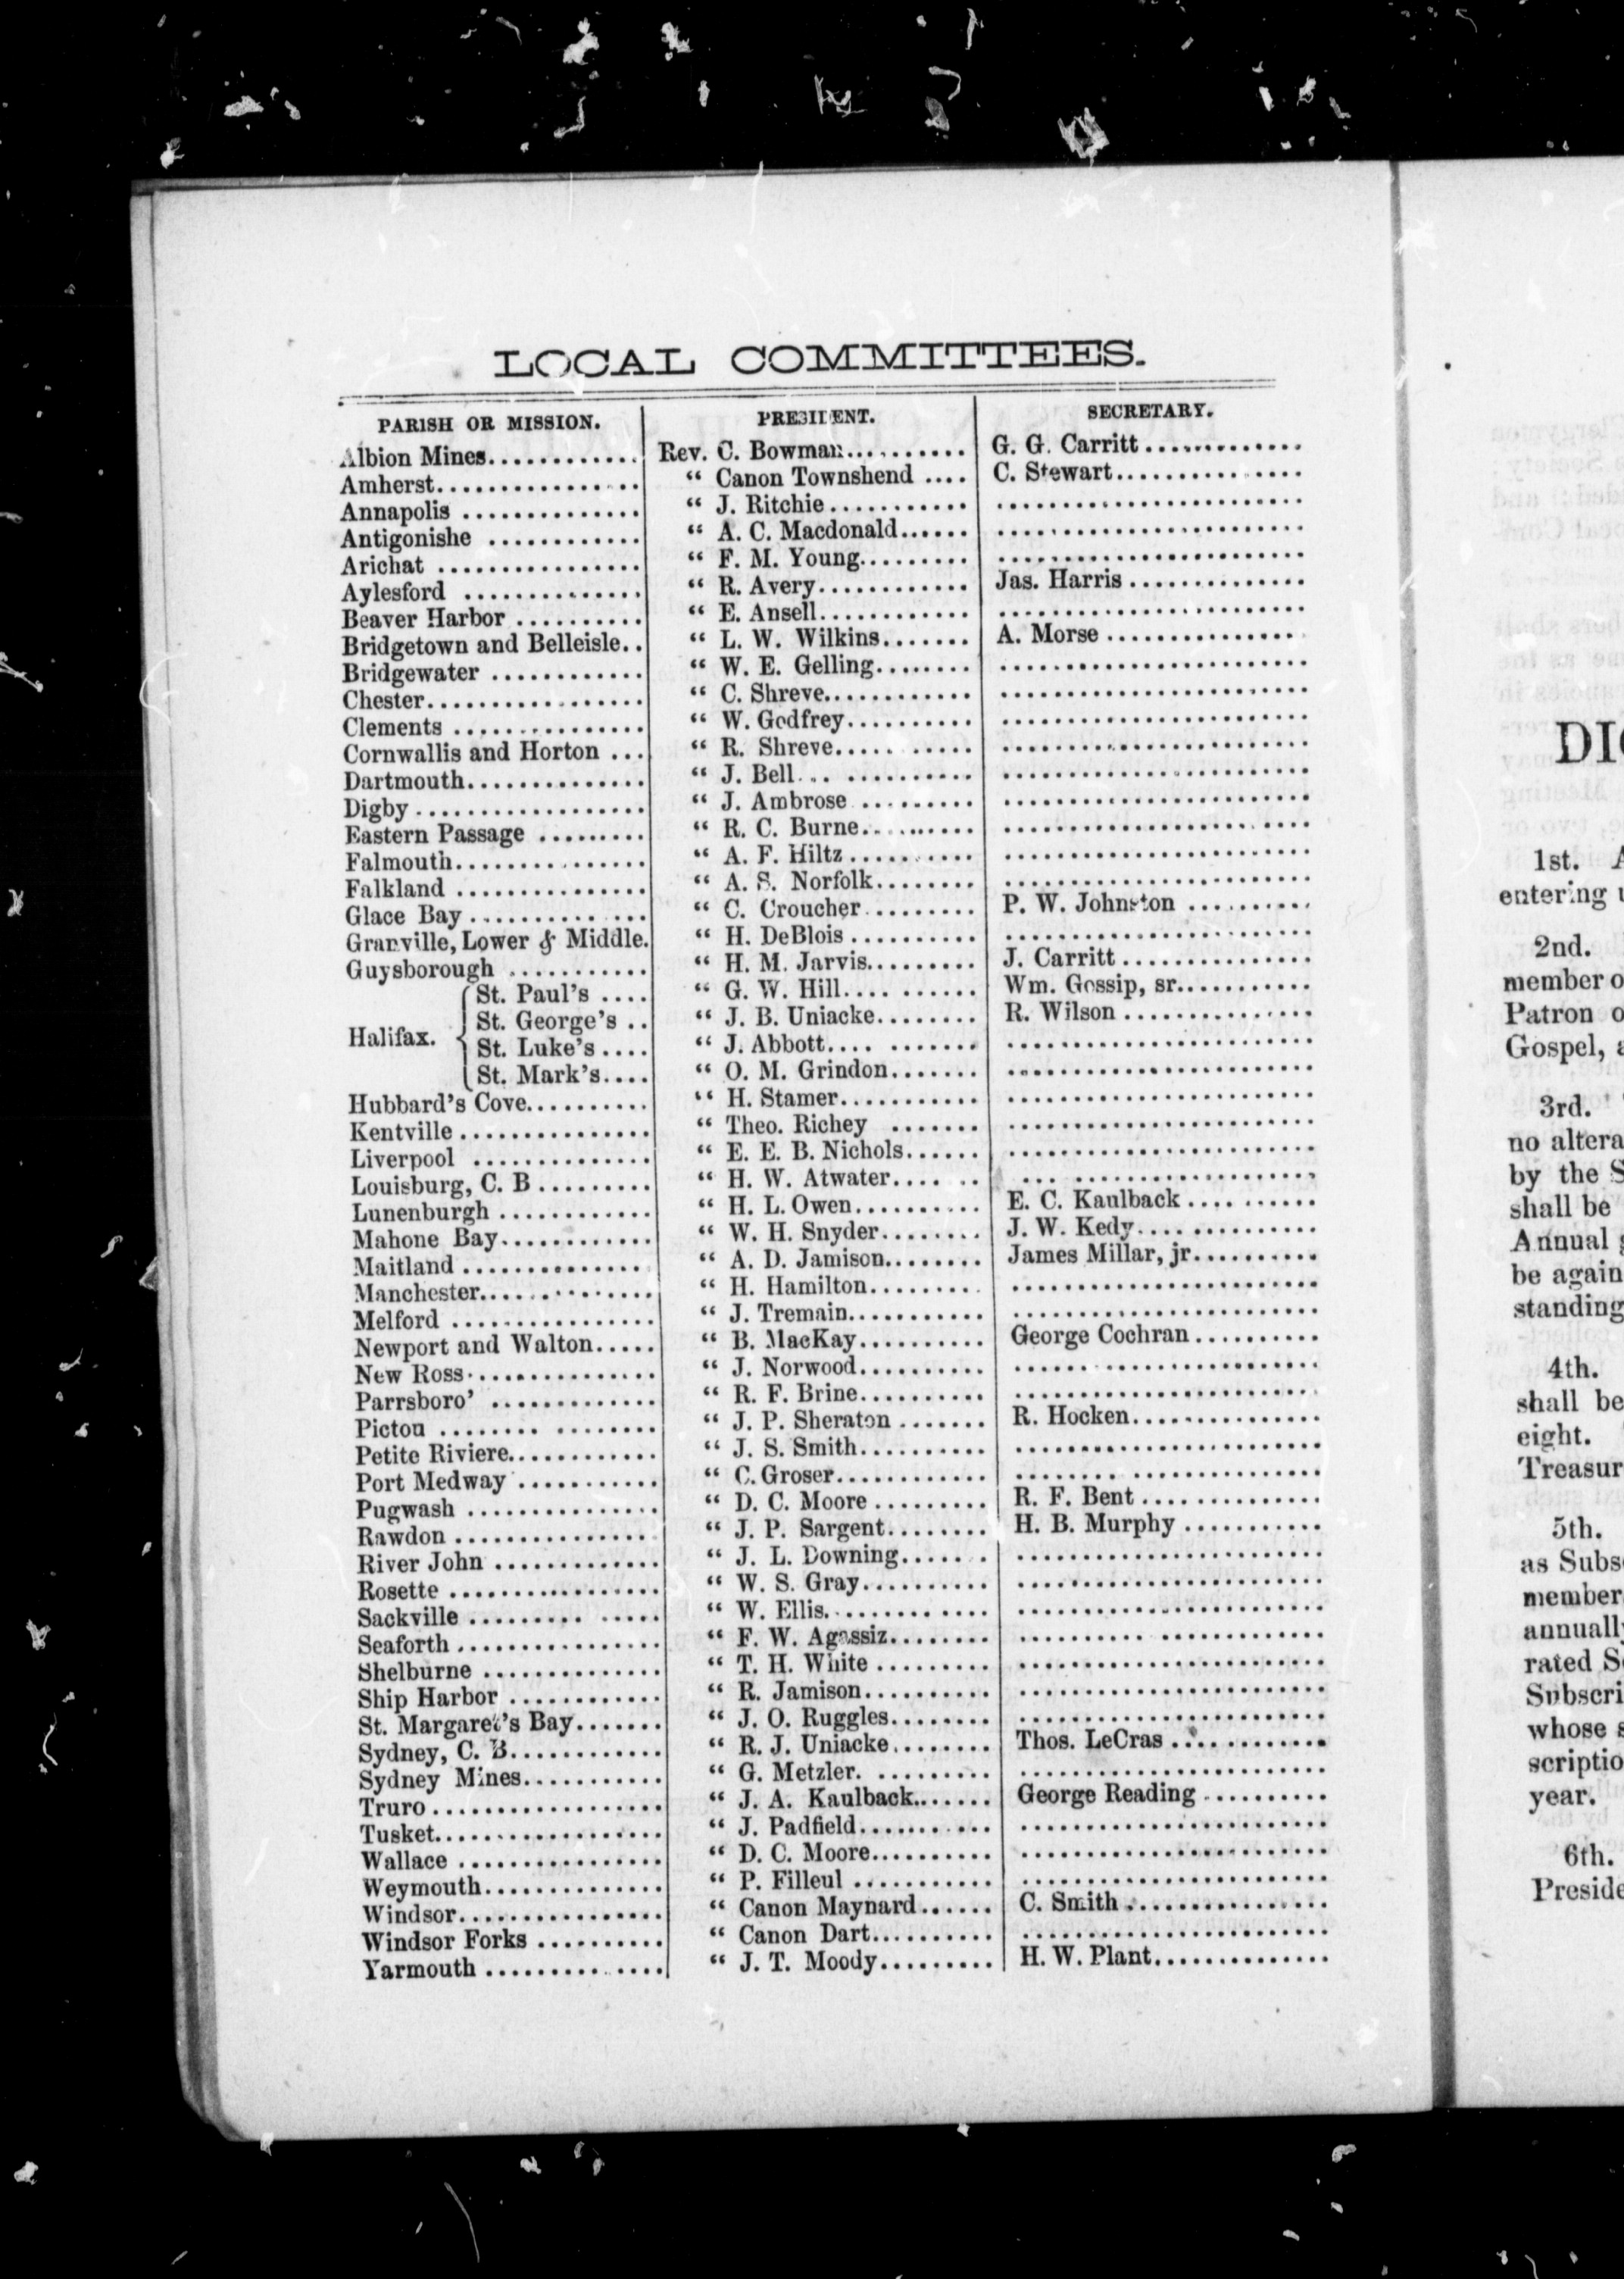 LOCAL COMMITTEES.
PARISH OR MISSION. PRESIDENT. SECRETARY.
Albion Mines............ Rev. C. Bowman.......... G. G. Carritt.............
Amherst................ “ Canon Townshend .... C. Stewart................
Annapolis .............. “ J. Ritchie........... ........................
Antigonishe ............ “ A. C. Macdonald...... ........................
Arichat ................ “ F. M. Young......... ........................
Aylesford .............. “ R. Avery............ Jas. Harris..............
Beaver Harbor .......... “ E. Ansell............ ........................
Bridgetown and Belleisle.. “ L. W. Wilkins....... A. Morse................
Bridgewater ............ “ W. E. Gelling........ ........................
Chester................. “ C. Shreve............ ........................
Clements ............... “ W. Godfrey.......... ........................
Cornwallis and Horton ... “ R. Shreve........... ........................
Dartmouth.............. “ J. Bell... .......... ........................
Digby.................. “ J. Ambrose ......... ........................
Eastern Passage ......... “ R. C. Burne......... ........................
Falmouth............... “ A. F. Hiltz.......... ........................
Falkland ............... “ A. S. Norfolk........ ........................
Glace Bay.............. “ C. Croucher......... P. W. Johnston ..........
Granville, Lower & Middle. “ H. DeBlois.......... ........................
Guysborough ........... “ H. M. Jarvis......... J. Carritt...............
Halifax. St. Paul's .... “ G. W. Hill.... ...... Wm. Gossip, sr...........
St. George's .. “ J. B. Uniacke........ R. Wilson ...............
St. Luke's.... “ J. Abbott.... ....... ........................
St. Mark's.... “ O. M. Grindon....... ........................
Hubbard's Cove.......... “ H. Stamer........... ........................
Kentville............... “ Theo. Richey ....... ........................
Liverpool .............. “ E. E. B. Nichols...... ........................
Louisburg, C. B......... “ H. W. Atwater....... ... ...................
Lunenburgh ............ “ H. L. Owen.......... E. C. Kaulback..........
Mahone Bay............ “ W. H. Snyder........ J. W. Kedy..............
Maitland .............. “ A. D. Jamison........ James Millar, jr..........
Manchester.............. “ H. Hamilton......... ........................
Melford ................ “ J. Tremain........... ........................
Newport and Walton..... “ B. MacKay.......... George Cochran..........
New Ross............... “ J. Norwood.......... ...... .................
Parrsboro' ............. “ R. F. Brine.......... ........................
Pictou ........ ........ “ J. P. Sheraton ....... R. Hocken...............
Petite Riviere............ “ J. S. Smith.......... ........................
Port Medway ........... “ C. Groser............ ........ ...............
Pugwash ............... “ D. C. Moore......... R. F. Bent..............
Rawdon ................ “ J. P. Sargent........ H. B. Murphy...........
River John ............. “ J. L. Downing....... ........................
Rosette ................. “ W. S. Gray.......... ........................
Sackville ......... ..... “ W. Ellis............. ........................
Seaforth................ “ F. W. Agassiz........ ......... .............
Shelburne .............. “ T. H. White ......... ........................
Ship Harbor ............ “ R. Jamison.......... ........................
St. Margaret's Bay....... “ J. O. Ruggles........ ........................
Sydney, C. B............ “ R. J. Uniacke........ Thos. LeCras ............
Sydney Mines........... “ G. Metzler. ......... ........................
Truro.................. “ J. A. Kaulback....... George Reading ..........
Tusket.................. “ J. Padfield........... ........................
Wallace ................ “ D. C. Moore.......... ........................
Weymouth.............. “ P. Filleul ........... ........................
Windsor................ “ Canon Maynard...... C. Smith................
Windsor Forks .......... “ Canon Dart.......... ........................
Yarmouth .............. “ J. T. Moody......... H. W. Plant..............
1st.
entering
2nd.
member
Patron
Gospel,
3rd.
no altera
by the
shall be
Annual
be again
standing
4th.
shall be
eight.
Treasur
5th.
as Subs
member
annuall
rated
Subscri
whose
scriptio
year.
6th.
Preside